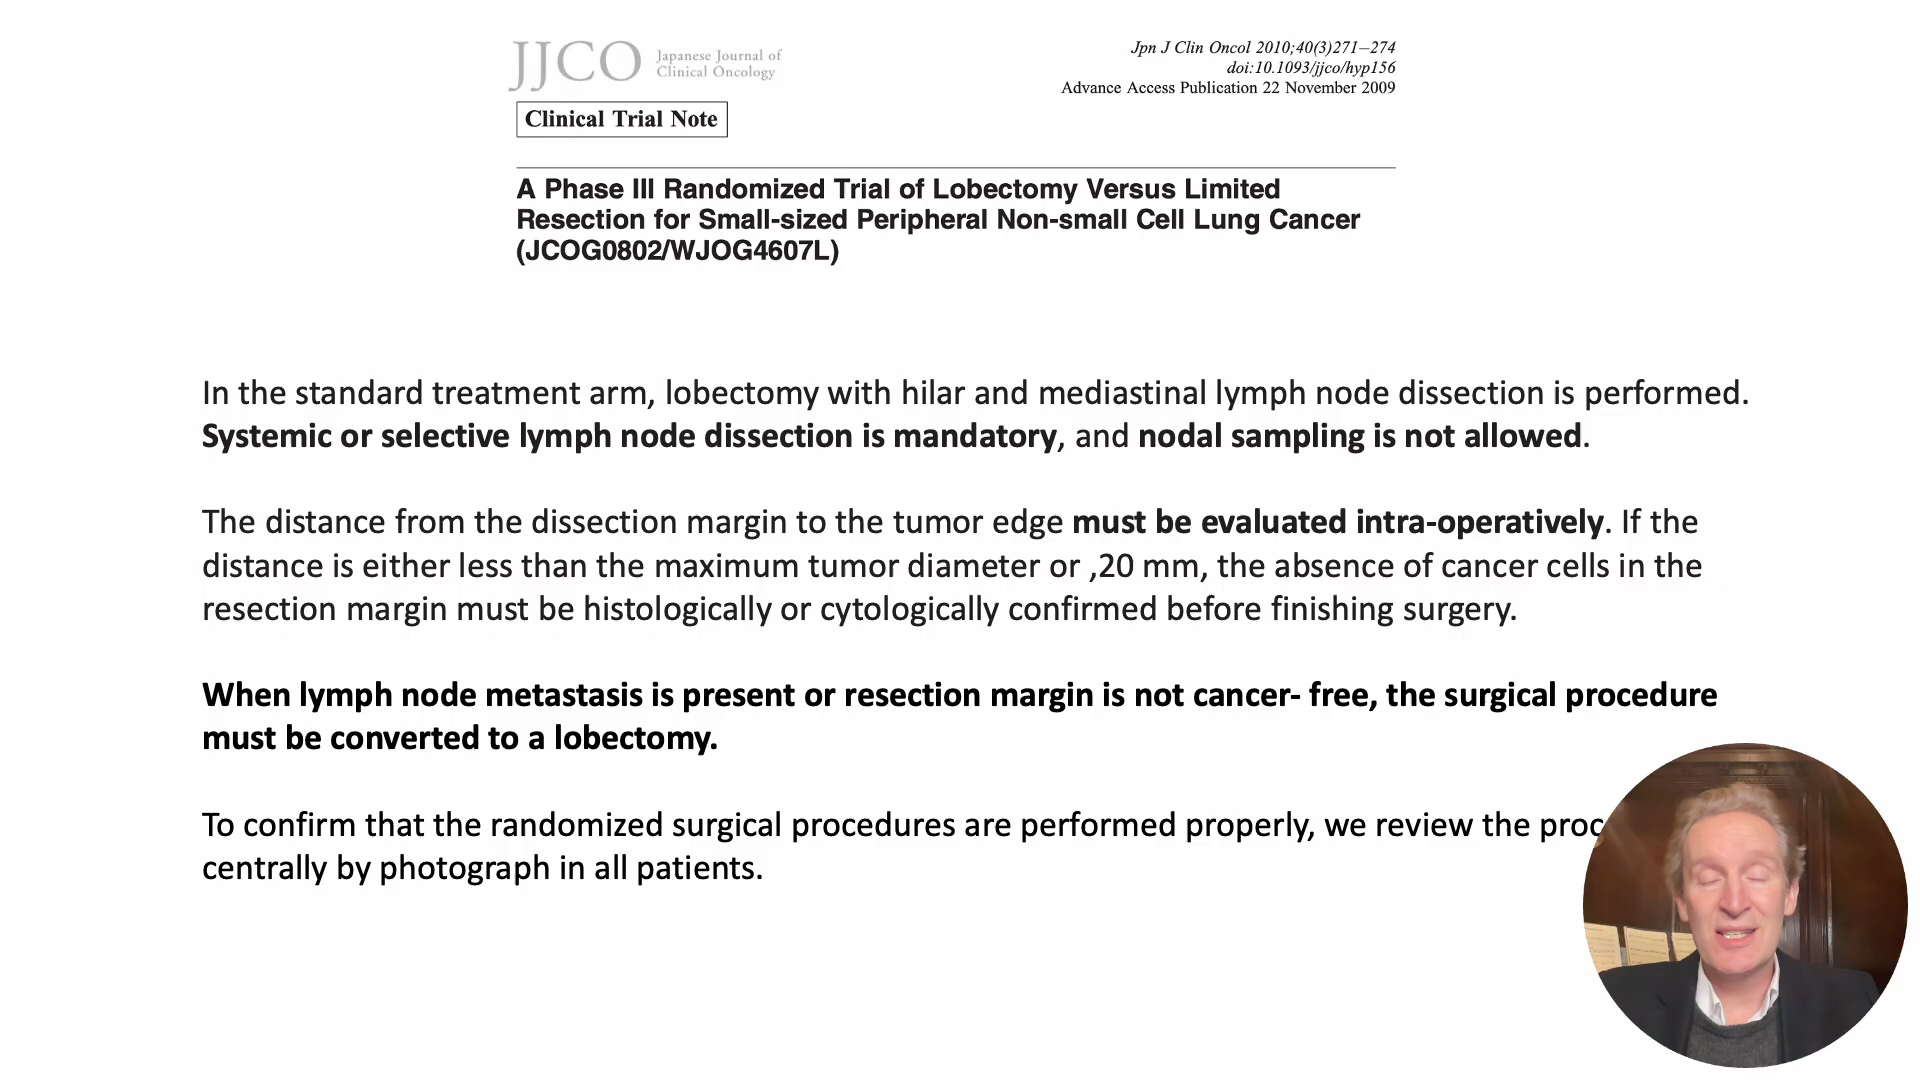 JJCO
Japanese Journal of
Clinical Oncology
Jpn J Clin Oncol 2010;40(3)271–274
doi:10.1093/jjco/hyp156
Advance Access Publication 22 November 2009
Clinical Trial Note
A Phase III Randomized Trial of Lobectomy Versus Limited
Resection for Small-sized Peripheral Non-small Cell Lung Cancer
(JCOG0802/WJOG4607L)
In the standard treatment arm, lobectomy with hilar and mediastinal lymph node dissection is performed.
Systemic or selective lymph node dissection is mandatory, and nodal sampling is not allowed.
The distance from the dissection margin to the tumor edge must be evaluated intra-operatively. If the
distance is either less than the maximum tumor diameter or ,20 mm, the absence of cancer cells in the
resection margin must be histologically or cytologically confirmed before finishing surgery.
When lymph node metastasis is present or resection margin is not cancer- free, the surgical procedure
must be converted to a lobectomy.
To confirm that the randomized surgical procedures are performed properly, we review the proc
centrally by photograph in all patients.